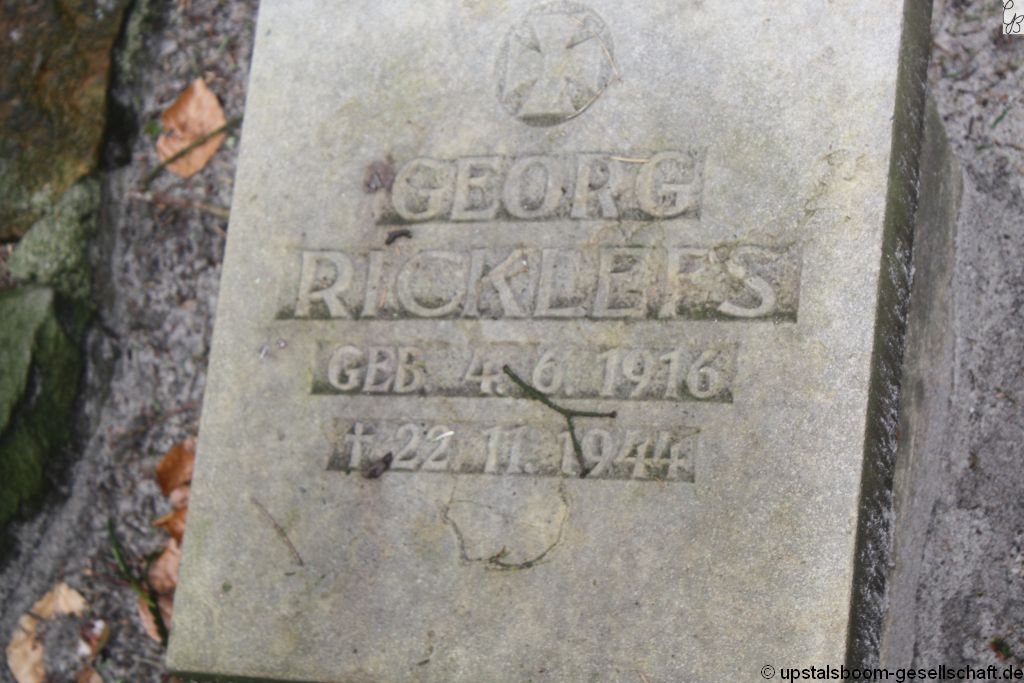 GEORG
RICKLEFS
GEB. 4. 6. 1916
† 22. 11. 1944
© upstalsboom-gesellschaft.de